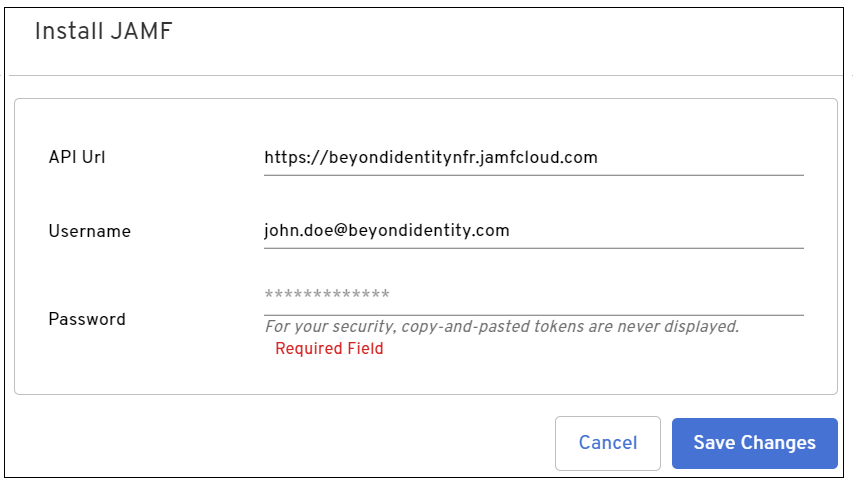 Install JAMF
API Url
https://beyondidentitynfr.jamfcloud.com
Username
john.doe@beyondidentity.com
Password
*************
For your security, copy-and-pasted tokens are never displayed.
Required Field
Cancel
Save Changes